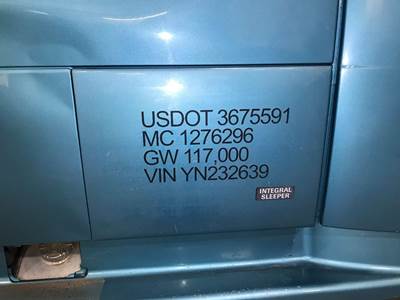 USDOT 3675591
MC 1276296
GW 117,000
VIN YN232639
INTEGRAL
SLEEPER